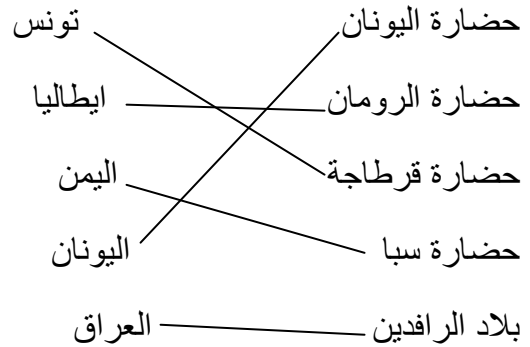 حضارة اليونان تونس
حضارة الرومان ايطاليا
حضارة قرطاجة اليمن
حضارة سبا اليونان
بلاد الرافدين العراق